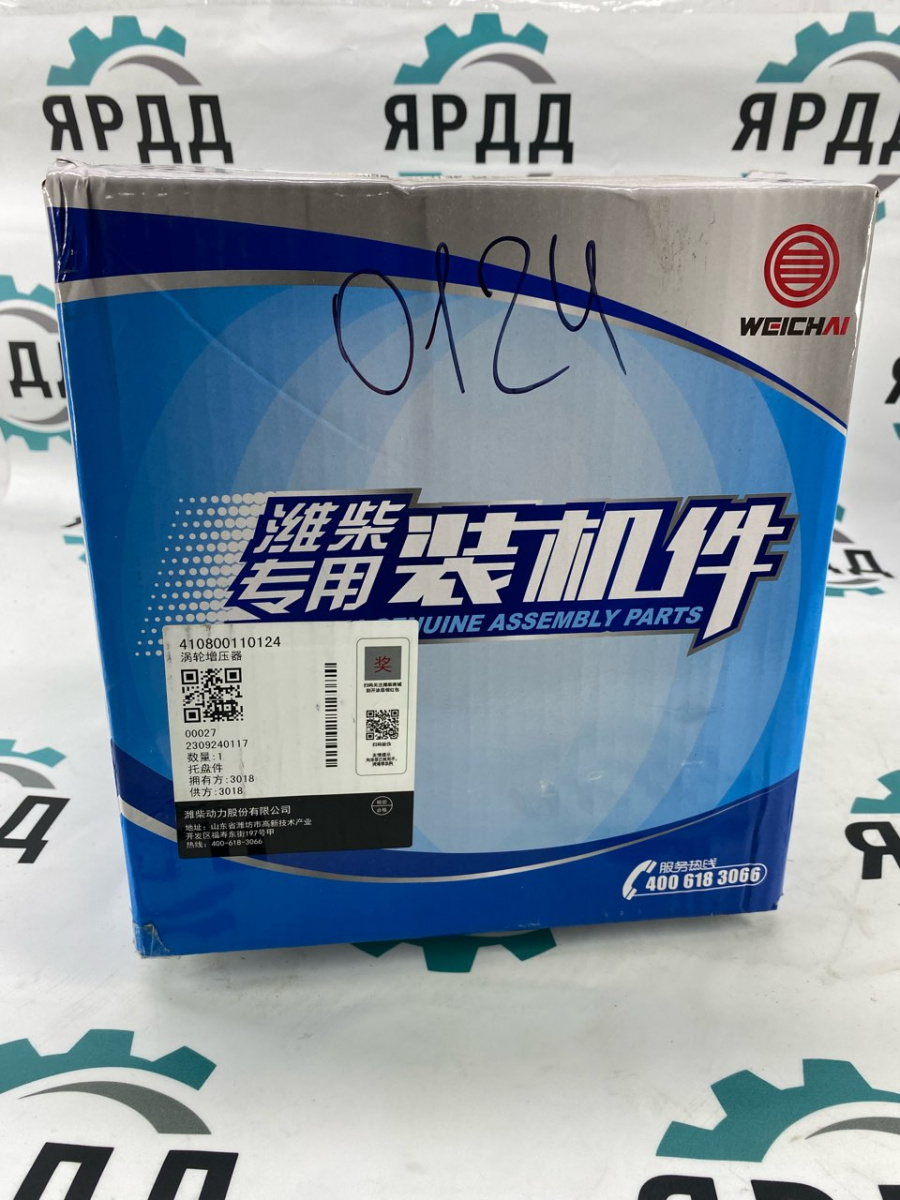 ЯРДД
ЯРДД
ЯРДД
0124
WEICHAI
潍柴
专用
装机件
GENUINE ASSEMBLY PARTS
410800110124
涡轮增压器
00027
2309240117
数量:1
托盘件
拥有方:3018
供方:3018
潍柴动力股份有限公司
地址: 山东省潍坊市高新技术产业
开发区福寿东街197号甲
热线: 400-618-3066
奖
服务热线
400 618 3066